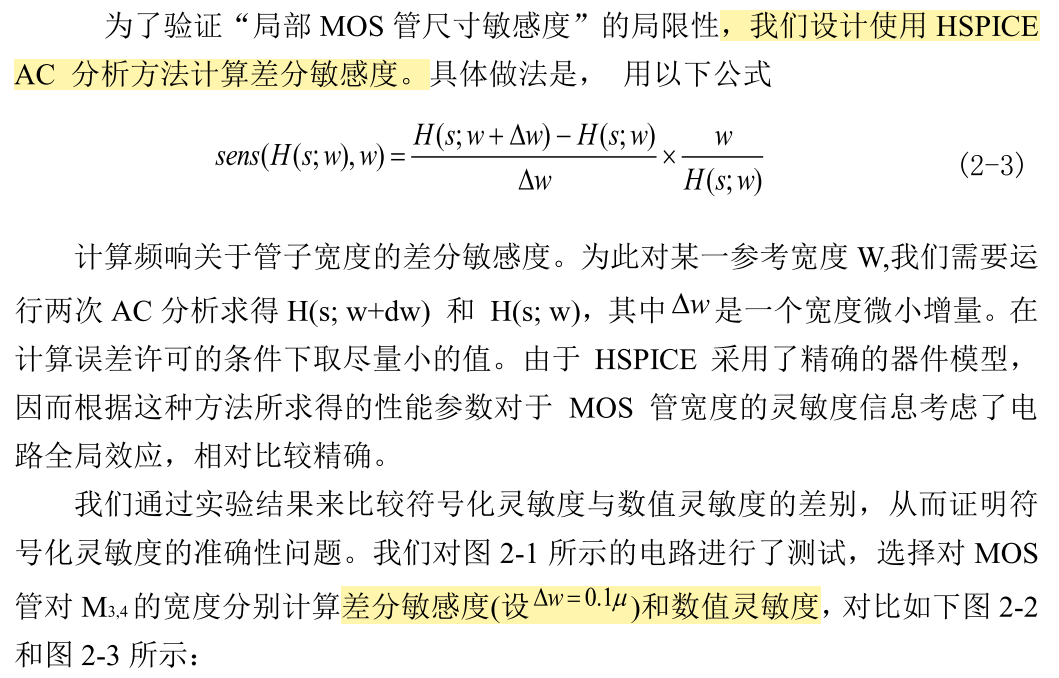 为了验证“局部 MOS 管尺寸敏感度”的局限性，我们设计使用 HSPICE
AC 分析方法计算差分敏感度。具体做法是， 用以下公式
sens(H(s;w),w) = \frac{H(s;w+Δw)−H(s;w)}{Δw} × \frac{w}{H(s;w)} （2-3）
计算频响关于管子宽度的差分敏感度。为此对某一参考宽度 W,我们需要运
行两次 AC 分析求得 H(s; w+dw) 和 H(s; w)，其中 Δw 是一个宽度微小增量。在
计算误差许可的条件下取尽量小的值。由于 HSPICE 采用了精确的器件模型，
因而根据这种方法所求得的性能参数对于 MOS 管宽度的灵敏度信息考虑了电
路全局效应，相对比较精确。
我们通过实验结果来比较符号化灵敏度与数值灵敏度的差别，从而证明符
号化灵敏度的准确性问题。我们对图 2-1 所示的电路进行了测试，选择对 MOS
管对 M3,4 的宽度分别计算差分敏感度(设 Δw=0.1μ)和数值灵敏度，对比如下图 2-2
和图 2-3 所示：